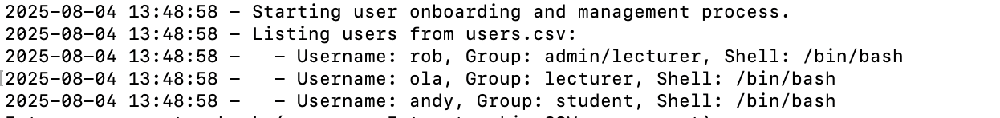 2025-08-04 13:48:58 - Starting user onboarding and management process.
2025-08-04 13:48:58 - Listing users from users.csv:
2025-08-04 13:48:58 -   - Username: rob, Group: admin/lecturer, Shell: /bin/bash
[2025-08-04 13:48:58 -   - Username: ola, Group: lecturer, Shell: /bin/bash
2025-08-04 13:48:58 -   - Username: andy, Group: student, Shell: /bin/bash